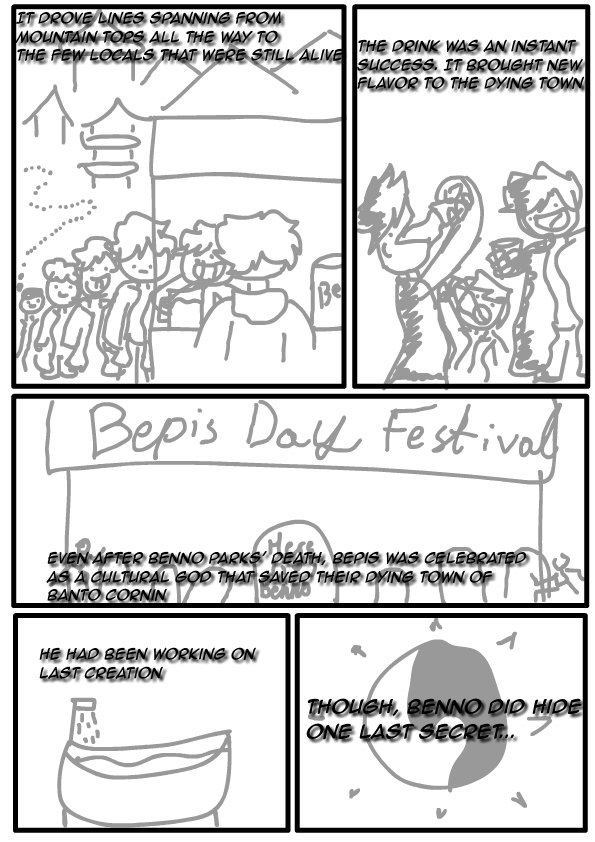 IT DROVE LINES SPANNING FROM
MOUNTAIN TOPS ALL THE WAY TO
THE FEW LOCALS THAT WERE STILL ALIVE
Be
THE DRINK WAS AN INSTANT
SUCCESS. IT BROUGHT NEW
FLAVOR TO THE DYING TOWN
Bepis Day Festival
Here
Benno
EVEN AFTER BENNO PARKS' DEATH, BEPIS WAS CELEBRATED
AS A CULTURAL GOD THAT SAVED THEIR DYING TOWN OF
BANTO CORNIN
HE HAD BEEN WORKING ON
LAST CREATION
THOUGH, BENNO DID HIDE
ONE LAST SECRET...